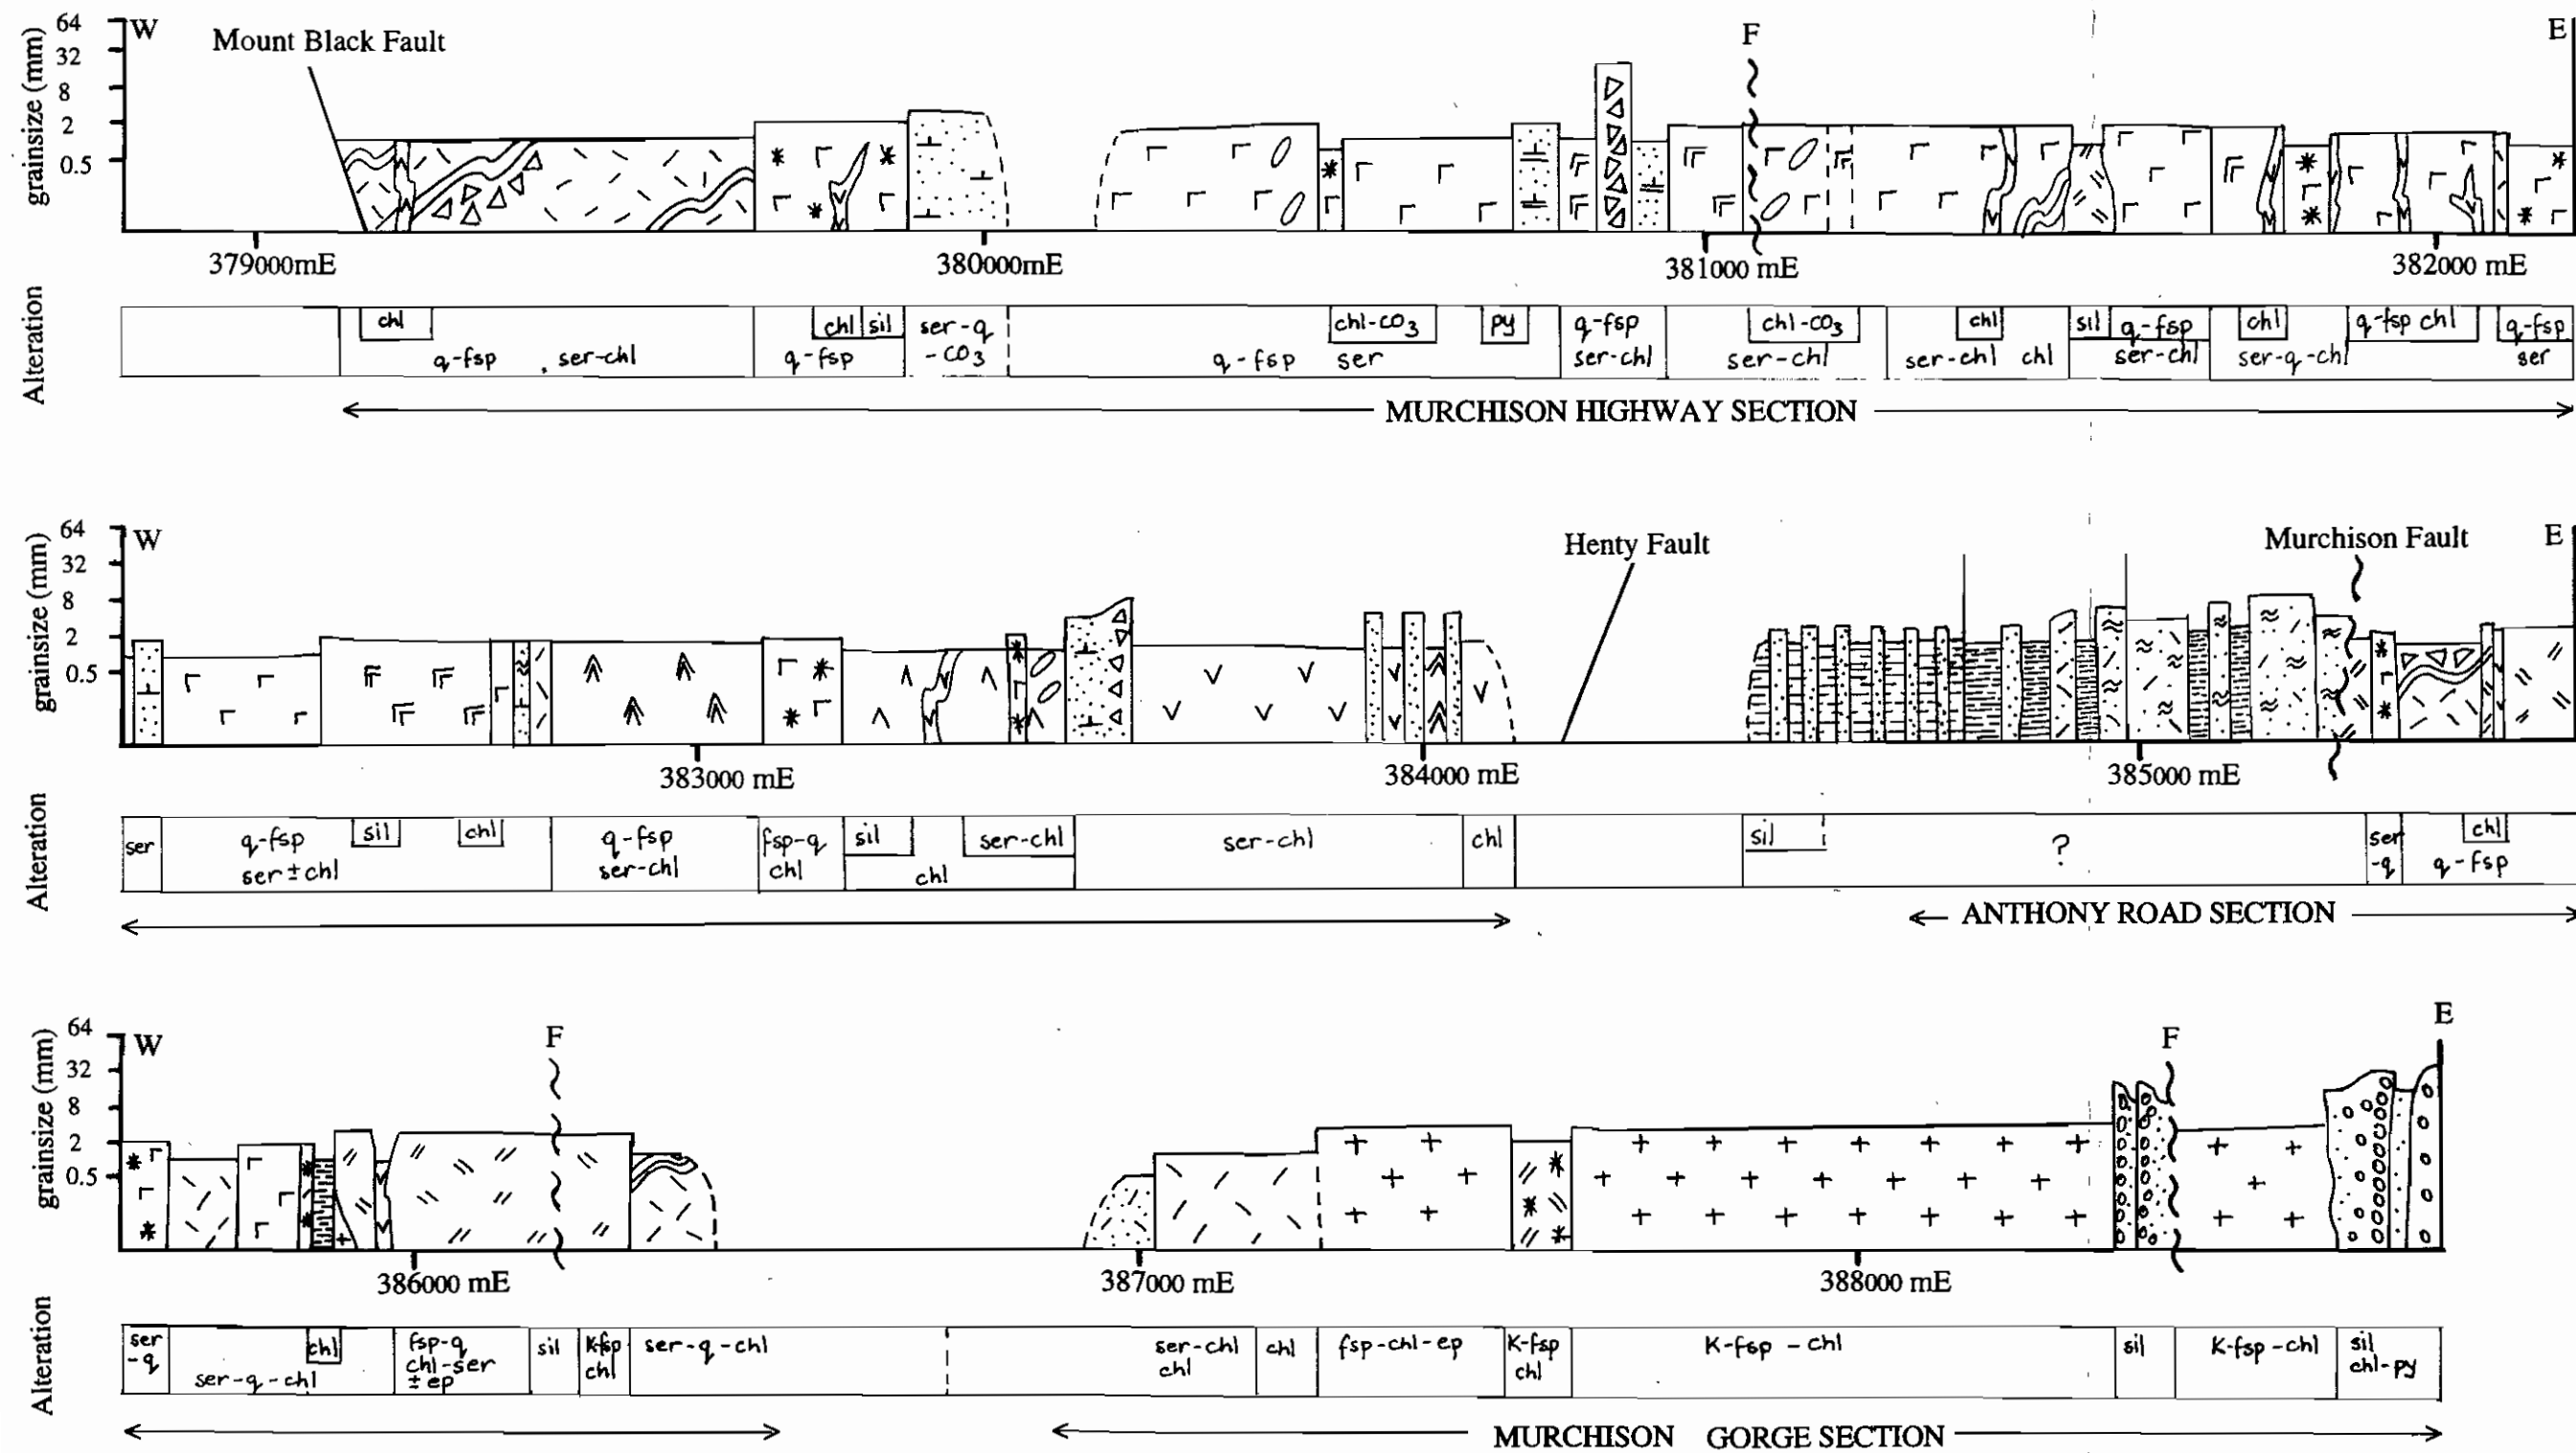 64
W
Mount Black Fault
F
E
32
8
2
0.5
grainsize (mm)
379000mE
380000mE
381000 mE
382000 mE
Alteration
chl
q-fsp
ser-chl
chl
sil
q-fsp
ser-q
-CO3
q-fsp
ser
chl-CO3
py
q-fsp
ser-chl
chl-CO3
ser-chl
chl
ser-chl
chl
sil
q-fsp
ser-chl
chl
ser-q-chl
q-fsp chl
q-fsp
ser
MURCHISON HIGHWAY SECTION
64
W
Henty Fault
Murchison Fault
E
32
8
2
0.5
grainsize (mm)
383000 mE
384000 mE
385000 mE
Alteration
ser
q-fsp
ser±chl
sil
chl
q-fsp
ser-chl
fsp-q
chl
sil
chl
ser-chl
ser-chl
chl
sil
?
ser
-q
chl
q-fsp
ANTHONY ROAD SECTION
64
W
F
F
E
32
8
2
0.5
grainsize (mm)
386000 mE
387000 mE
388000 mE
Alteration
ser
-q
ser-q-chl
chl
fsp-q
chl-ser
±ep
sil
K-fsp
chl
ser-q-chl
ser-chl
chl
chl
fsp-chl-ep
K-fsp
chl
K-fsp - chl
sil
K-fsp-chl
sil
chl-py
MURCHISON GORGE SECTION